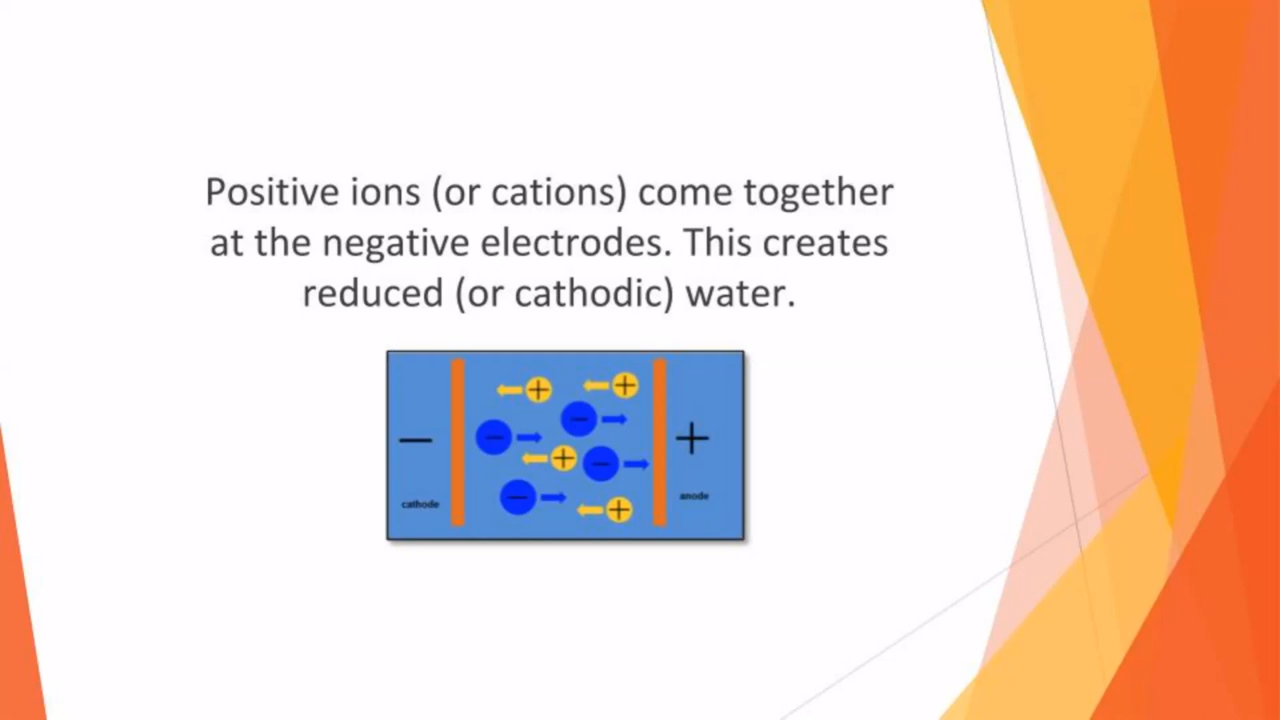 Positive ions (or cations) come together
at the negative electrodes. This creates
reduced (or cathodic) water.
cathode
anode